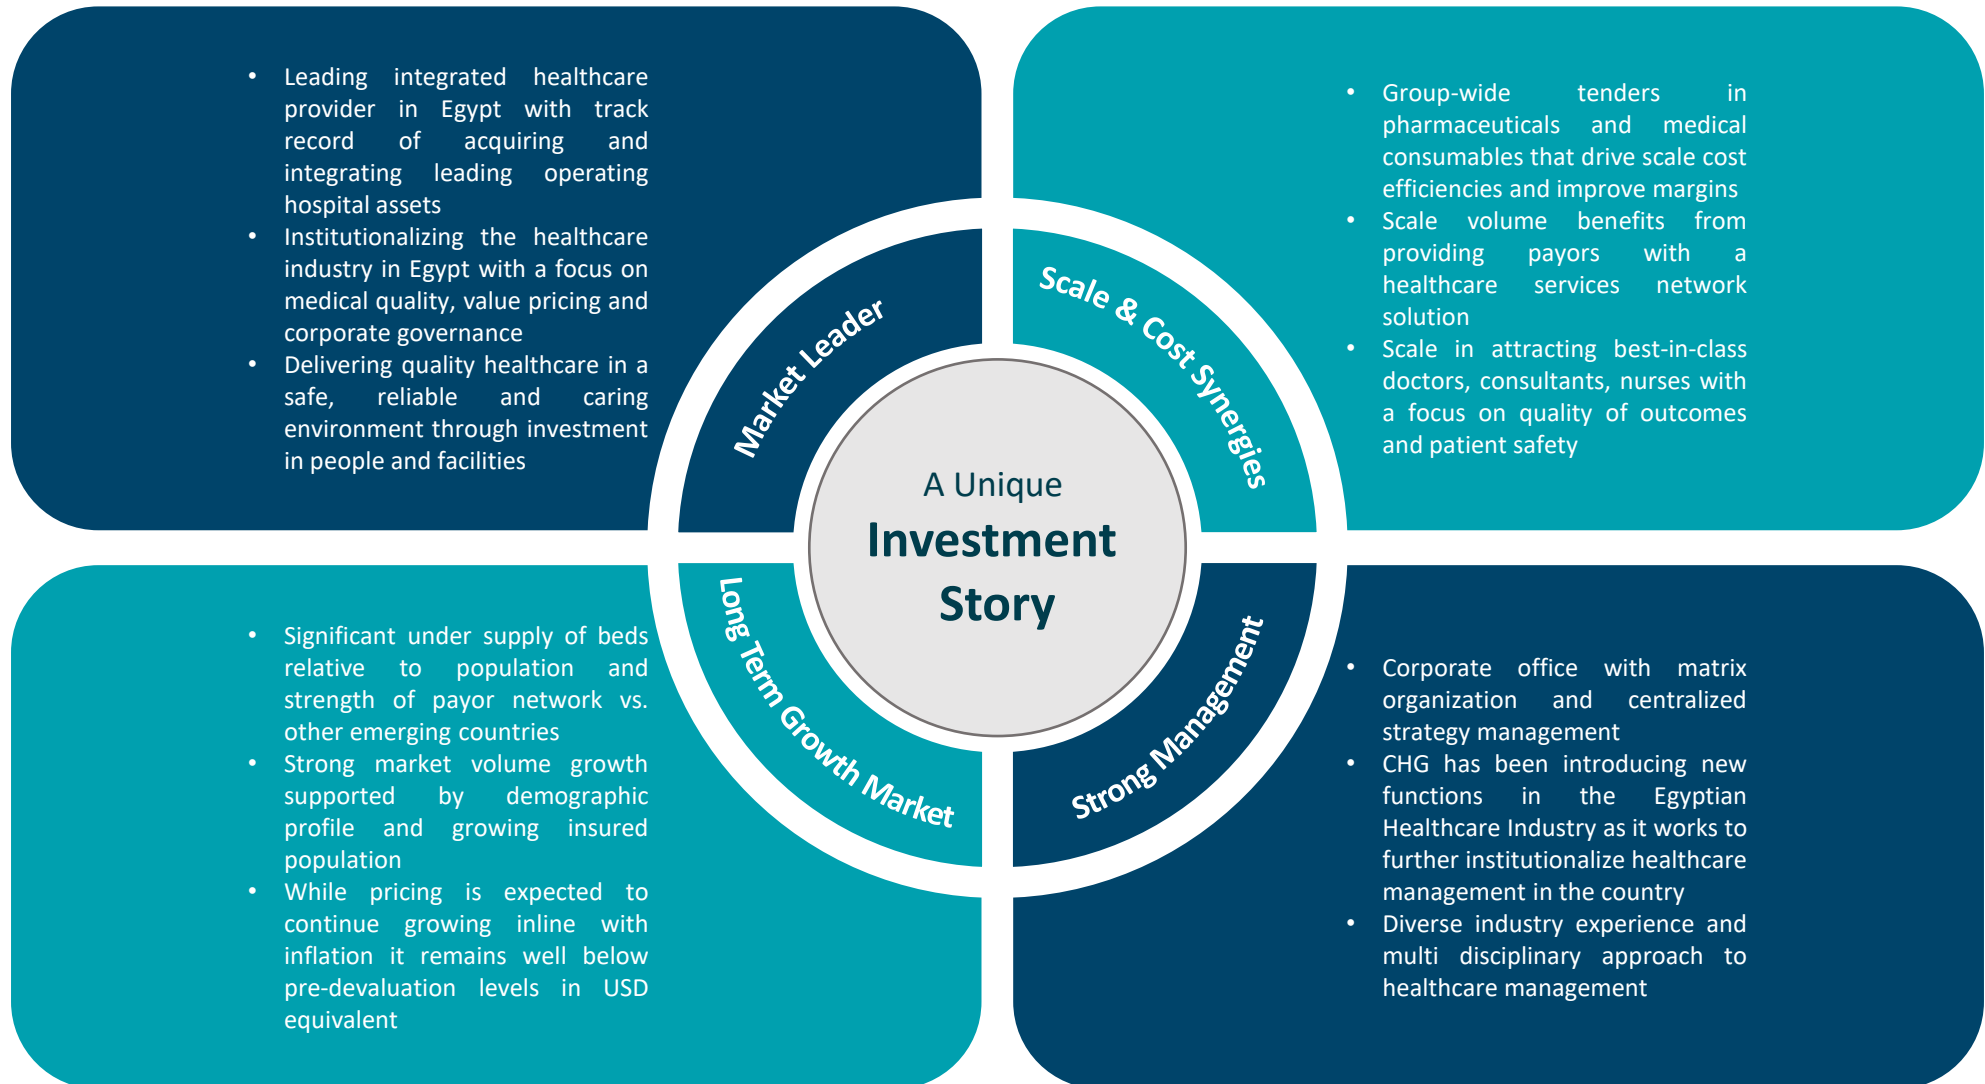 • Leading integrated healthcare
provider in Egypt with track
record of acquiring and
integrating leading operating
hospital assets
• Institutionalizing the healthcare
industry in Egypt with a focus on
medical quality, value pricing and
corporate governance
• Delivering quality healthcare in a
safe, reliable and caring
environment through investment
in people and facilities
• Group-wide tenders in
pharmaceuticals and medical
consumables that drive scale cost
efficiencies and improve margins
• Scale volume benefits from
providing payors with a
healthcare services network
solution
• Scale in attracting best-in-class
doctors, consultants, nurses with
a focus on quality of outcomes
and patient safety
Market Leader
Scale & Cost Synergies
A Unique
Investment
Story
Long Term Growth Market
Strong Management
• Significant under supply of beds
relative to population and
strength of payor network vs.
other emerging countries
• Strong market volume growth
supported by demographic
profile and growing insured
population
• While pricing is expected to
continue growing inline with
inflation it remains well below
pre-devaluation levels in USD
equivalent
• Corporate office with matrix
organization and centralized
strategy management
• CHG has been introducing new
functions in the Egyptian
Healthcare Industry as it works to
further institutionalize healthcare
management in the country
• Diverse industry experience and
multi disciplinary approach to
healthcare management